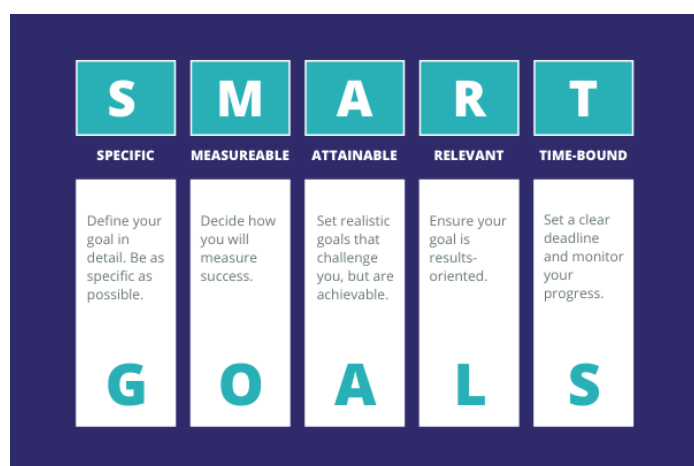 S M A R T
SPECIFIC MEASUREABLE ATTAINABLE RELEVANT TIME-BOUND
Define your
goal in
detail. Be as
specific as
possible.
Decide how
you will
measure
success.
Set realistic
goals that
challenge
you, but are
achievable.
Ensure your
goal is
results-
oriented.
Set a clear
deadline
and monitor
your
progress.
G O A L S